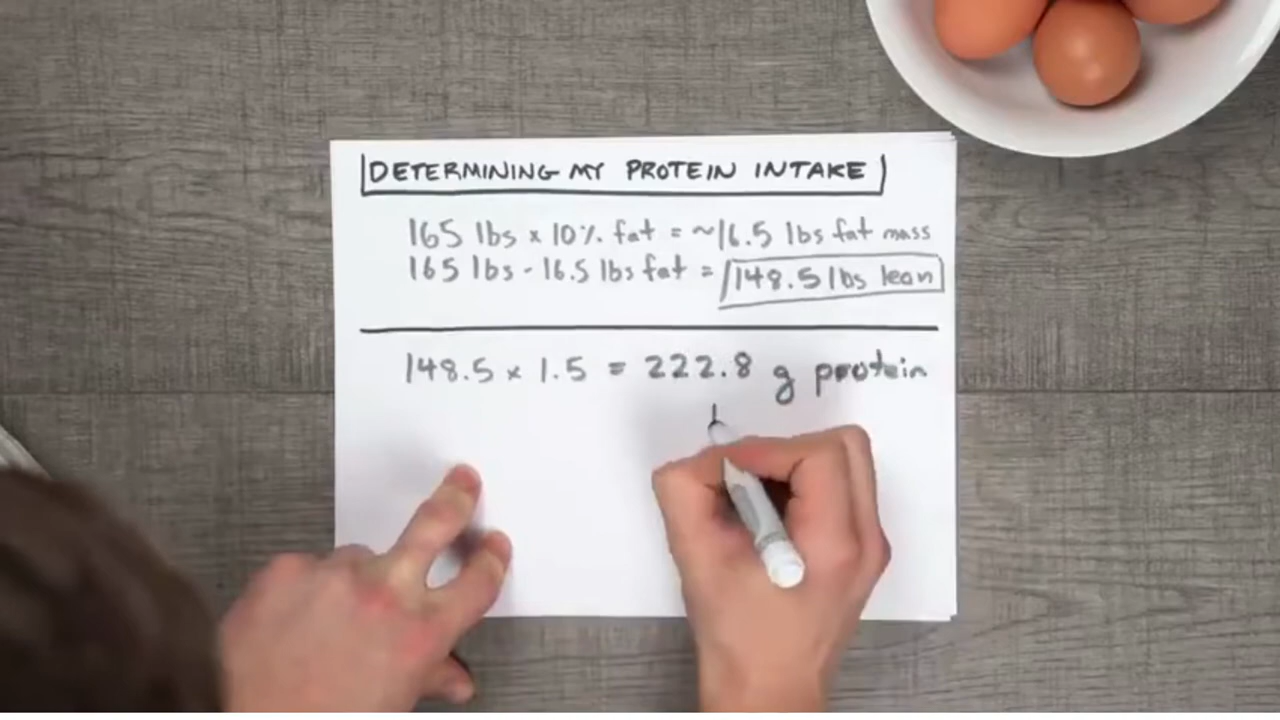 DETERMINING MY PROTEIN INTAKE
165 lbs x 10% fat = ~16.5 lbs fat mass
165 lbs - 16.5 lbs fat = 148.5 lbs lean
148.5 x 1.5 = 222.8 g protein